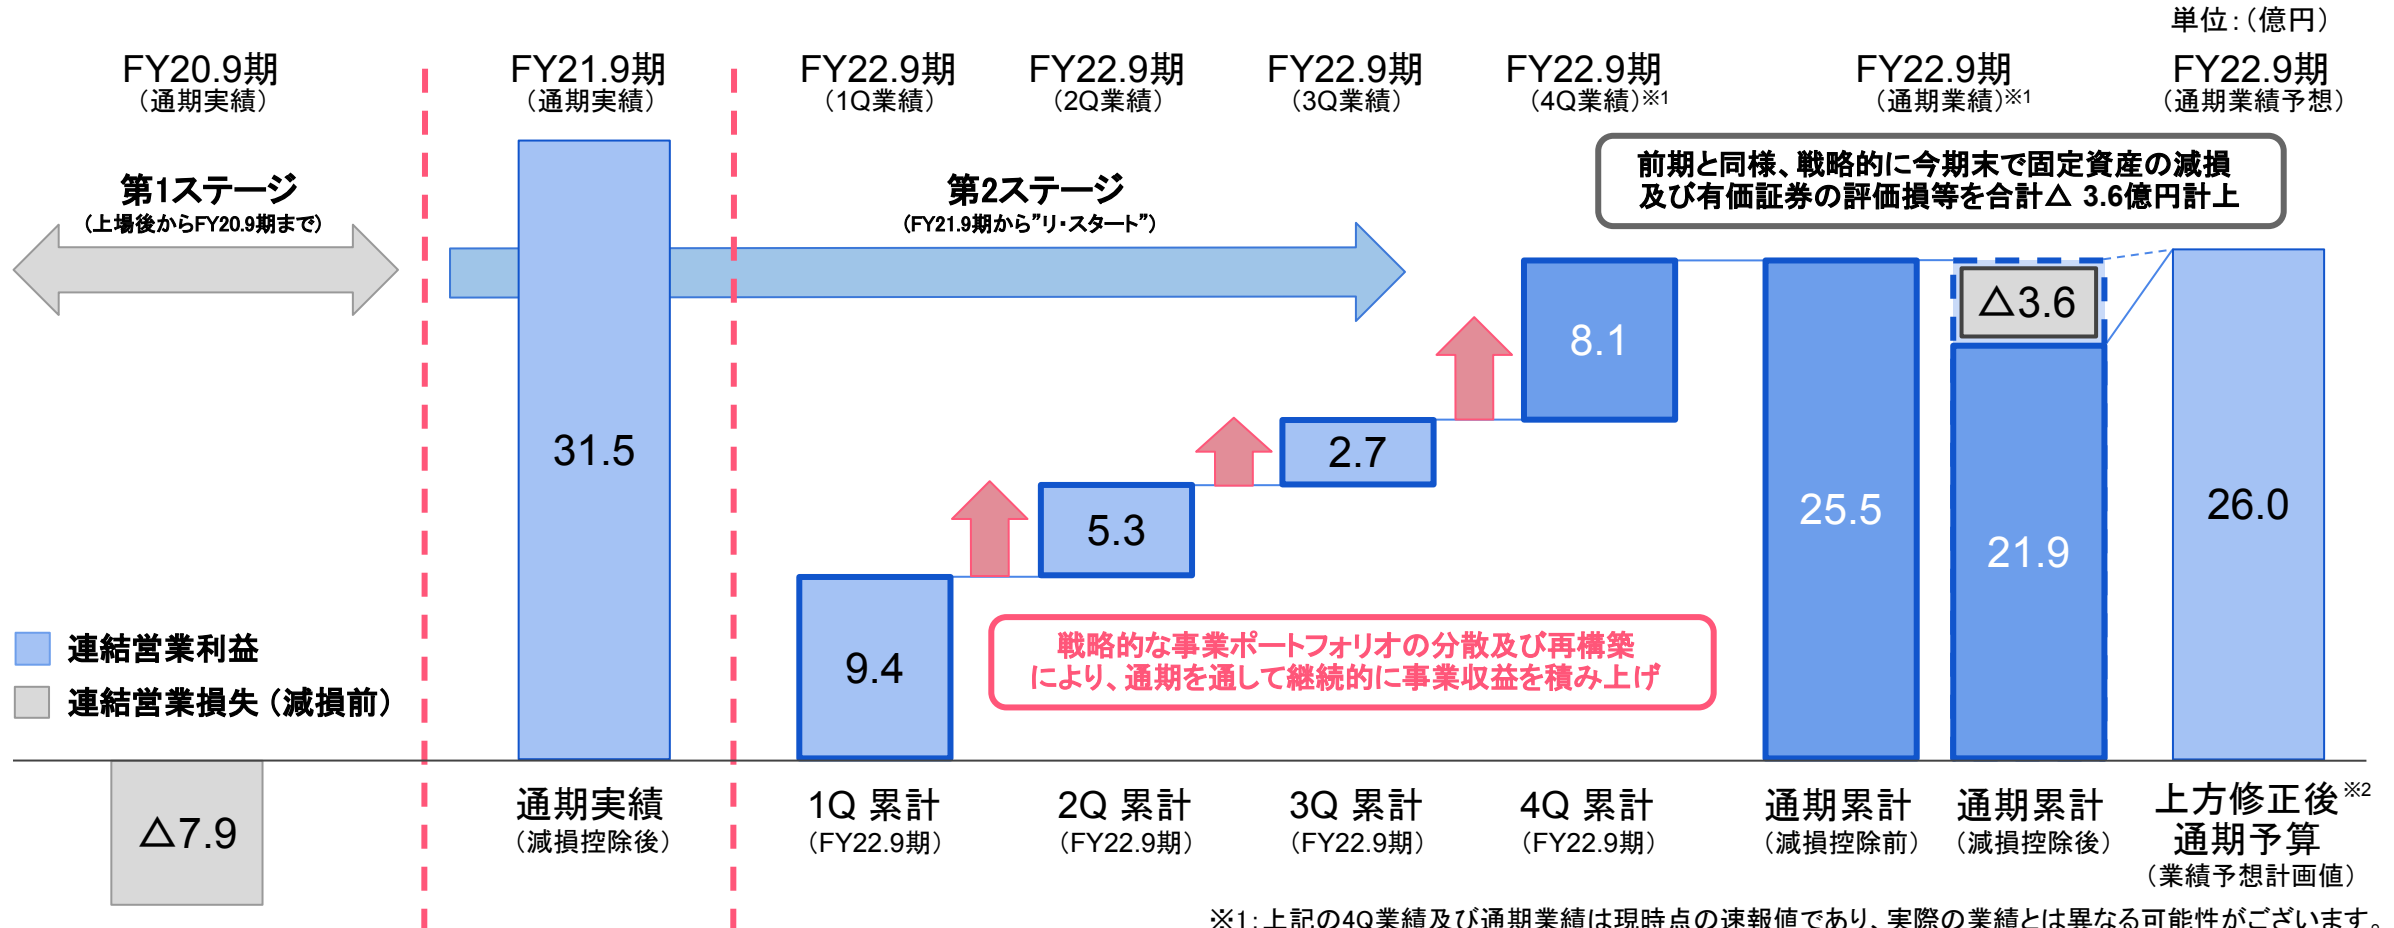 単位:（億円）
FY20.9期
（通期実績）
FY21.9期
（通期実績）
FY22.9期
（1Q業績）
FY22.9期
（2Q業績）
FY22.9期
（3Q業績）
FY22.9期
（4Q業績）※1
FY22.9期
（通期業績）※1
FY22.9期
（通期業績予想）
第1ステージ
（上場後からFY20.9期まで）
第2ステージ
（FY21.9期から”リ・スタート”）
前期と同様、戦略的に今期末で固定資産の減損
及び有価証券の評価損等を合計△ 3.6億円計上
△3.6
8.1
31.5
2.7
25.5
26.0
5.3
21.9
9.4
戦略的な事業ポートフォリオの分散及び再構築
により、通期を通して継続的に事業収益を積み上げ
連結営業利益
連結営業損失（減損前）
△7.9
通期実績
（減損控除後）
1Q 累計
（FY22.9期）
2Q 累計
（FY22.9期）
3Q 累計
（FY22.9期）
4Q 累計
（FY22.9期）
通期累計
（減損控除前）
通期累計
（減損控除後）
上方修正後※2
通期予算
（業績予想計画値）
※1:上記の4Q業績及び通期業績は現時点の速報値であり、実際の業績とは異なる可能性がございます。